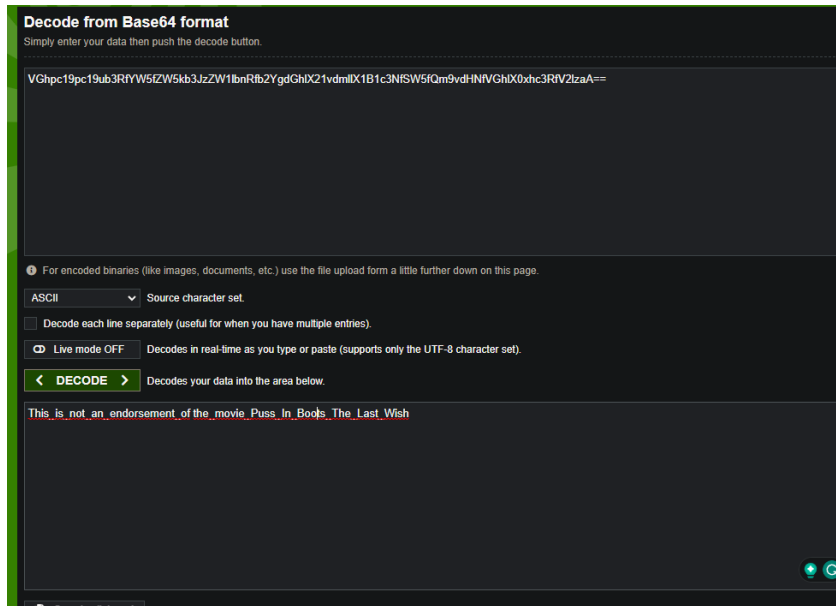 Decode from Base64 format
Simply enter your data then push the decode button.
VGhpc19pc19ub3RfYW5fZW5kb3JzZW1lbnRfb2YgdGhlX21vdmllX1B1c3NfSW5fQm9vdHNfVGhlX0xhc3RfV2lzaA==
For encoded binaries (like images, documents, etc.) use the file upload form a little further down on this page.
ASCII Source character set.
Decode each line separately (useful for when you have multiple entries).
Live mode OFF Decodes in real-time as you type or paste (supports only the UTF-8 character set).
< DECODE > Decodes your data into the area below.
This_is_not_an_endorsement_of the_movie_Puss_In_Boots_The_Last_Wish